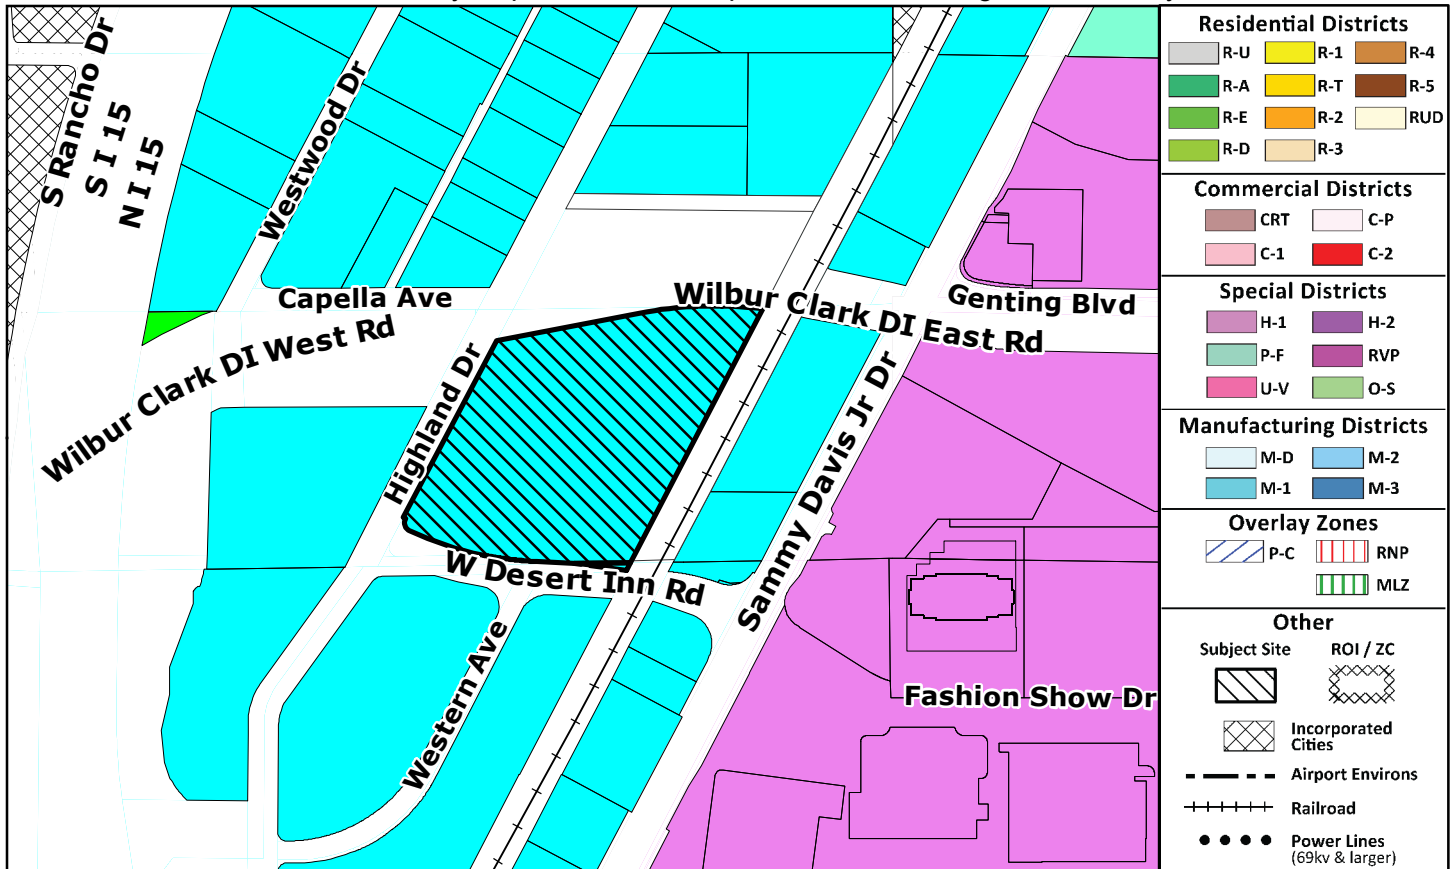 S Rancho Dr
S I 15
N I 15
Westwood Dr
Capella Ave
Wilbur Clark DI West Rd
Wilbur Clark DI East Rd
Genting Blvd
Highland Dr
Sammy Davis Jr Dr
W Desert Inn Rd
Western Ave
Fashion Show Dr
Residential Districts
R-U R-1 R-4
R-A R-T R-5
R-E R-2 RUD
R-D R-3
Commercial Districts
CRT C-P
C-1 C-2
Special Districts
H-1 H-2
P-F RVP
U-V O-S
Manufacturing Districts
M-D M-2
M-1 M-3
Overlay Zones
P-C RNP
MLZ
Other
Subject Site ROI / ZC
Incorporated
Cities
Airport Environs
Railroad
Power Lines
(69kv & larger)